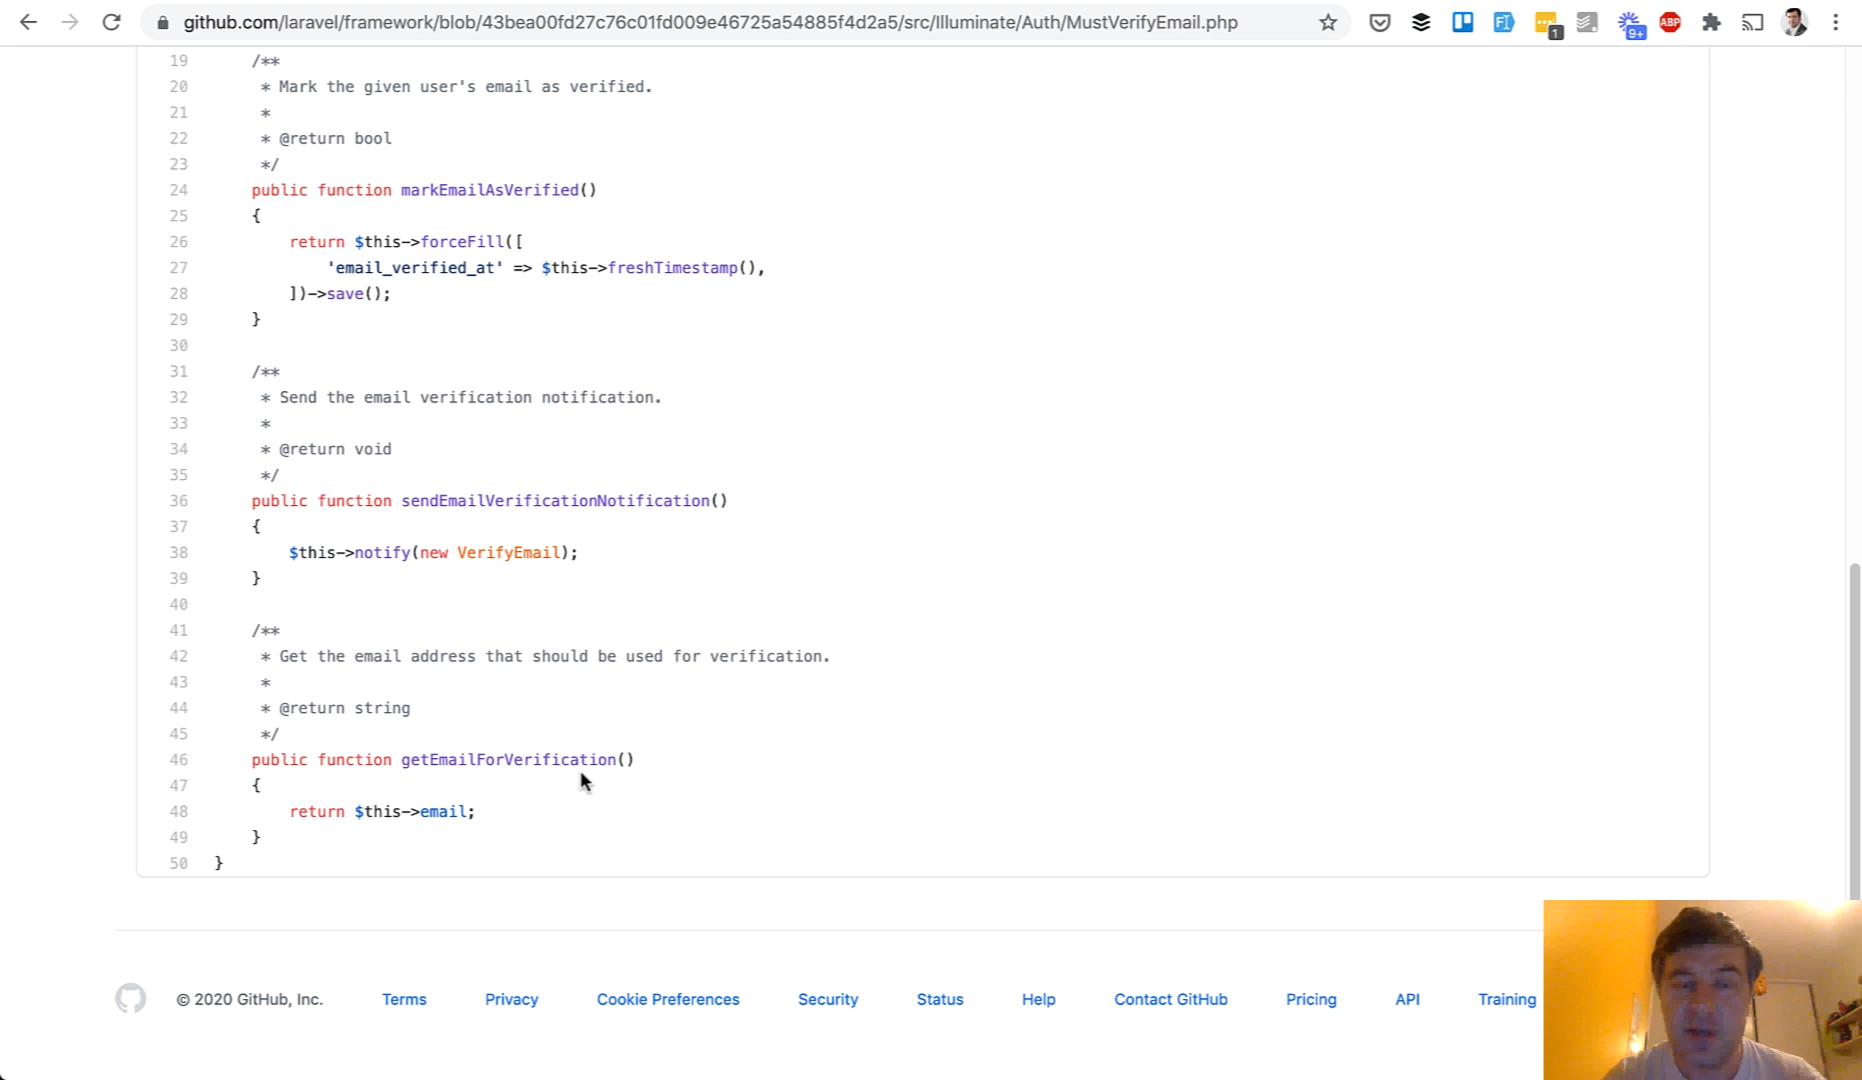 github.com/laravel/framework/blob/43bea00fd27c76c01fd009e46725a54885f4d2a5/src/Illuminate/Auth/MustVerifyEmail.php
1
9+
ABP
19 /**
20 * Mark the given user's email as verified.
21 *
22 * @return bool
23 */
24 public function markEmailAsVerified()
25 {
26 return $this->forceFill([
27 'email_verified_at' => $this->freshTimestamp(),
28 ])->save();
29 }
30
31 /**
32 * Send the email verification notification.
33 *
34 * @return void
35 */
36 public function sendEmailVerificationNotification()
37 {
38 $this->notify(new VerifyEmail);
39 }
40
41 /**
42 * Get the email address that should be used for verification.
43 *
44 * @return string
45 */
46 public function getEmailForVerification()
47 {
48 return $this->email;
49 }
50 }
© 2020 GitHub, Inc. Terms Privacy Cookie Preferences Security Status Help Contact GitHub Pricing API Training